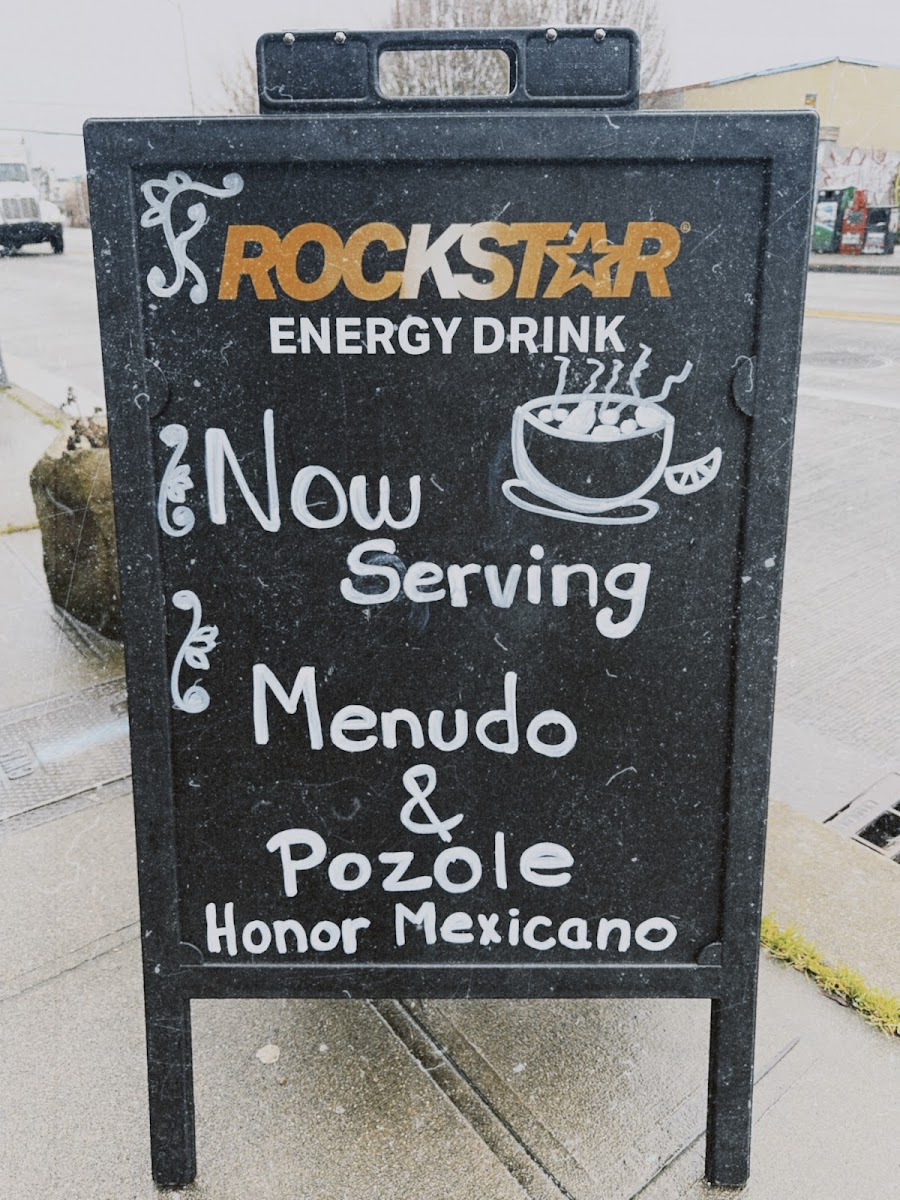 ROCKSTAR®
ENERGY DRINK
Now
Serving
Menudo
&
Pozole
Honor Mexicano